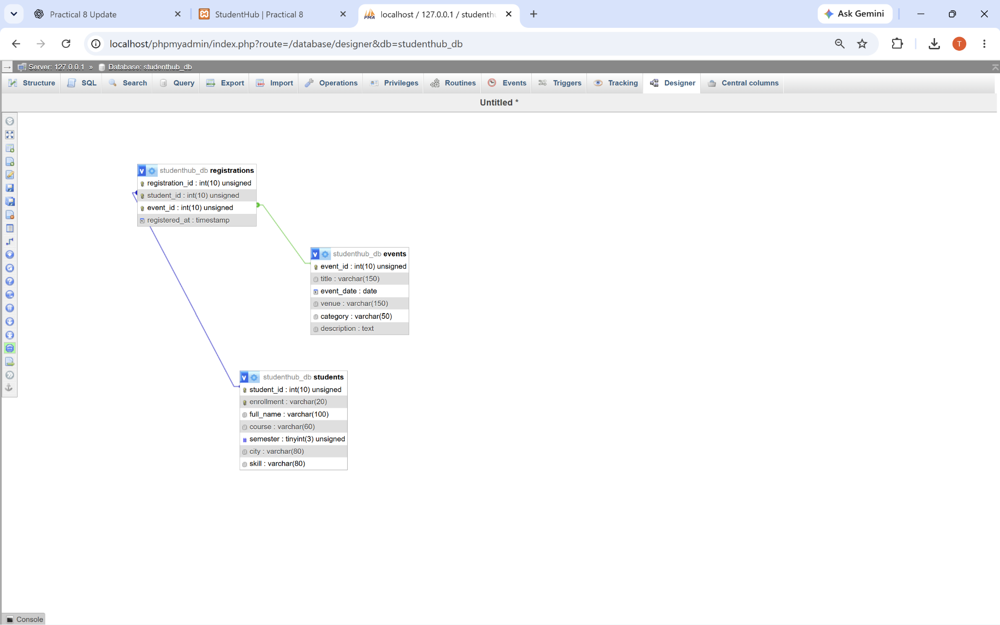 Practical 8 Update
StudentHub | Practical 8
localhost / 127.0.0.1 / studenth
Ask Gemini
localhost/phpmyadmin/index.php?route=/database/designer&db=studenthub_db
T
Server: 127.0.0.1 » Database: studenthub_db
Structure SQL Search Query Export Import Operations Privileges Routines Events Triggers Tracking Designer Central columns
Untitled *
v studenthub_db registrations
registration_id : int(10) unsigned
student_id : int(10) unsigned
event_id : int(10) unsigned
registered_at : timestamp
v studenthub_db events
event_id : int(10) unsigned
title : varchar(150)
event_date : date
venue : varchar(150)
category : varchar(50)
description : text
v studenthub_db students
student_id : int(10) unsigned
enrollment : varchar(20)
full_name : varchar(100)
course : varchar(60)
# semester : tinyint(3) unsigned
city : varchar(80)
skill : varchar(80)
Console